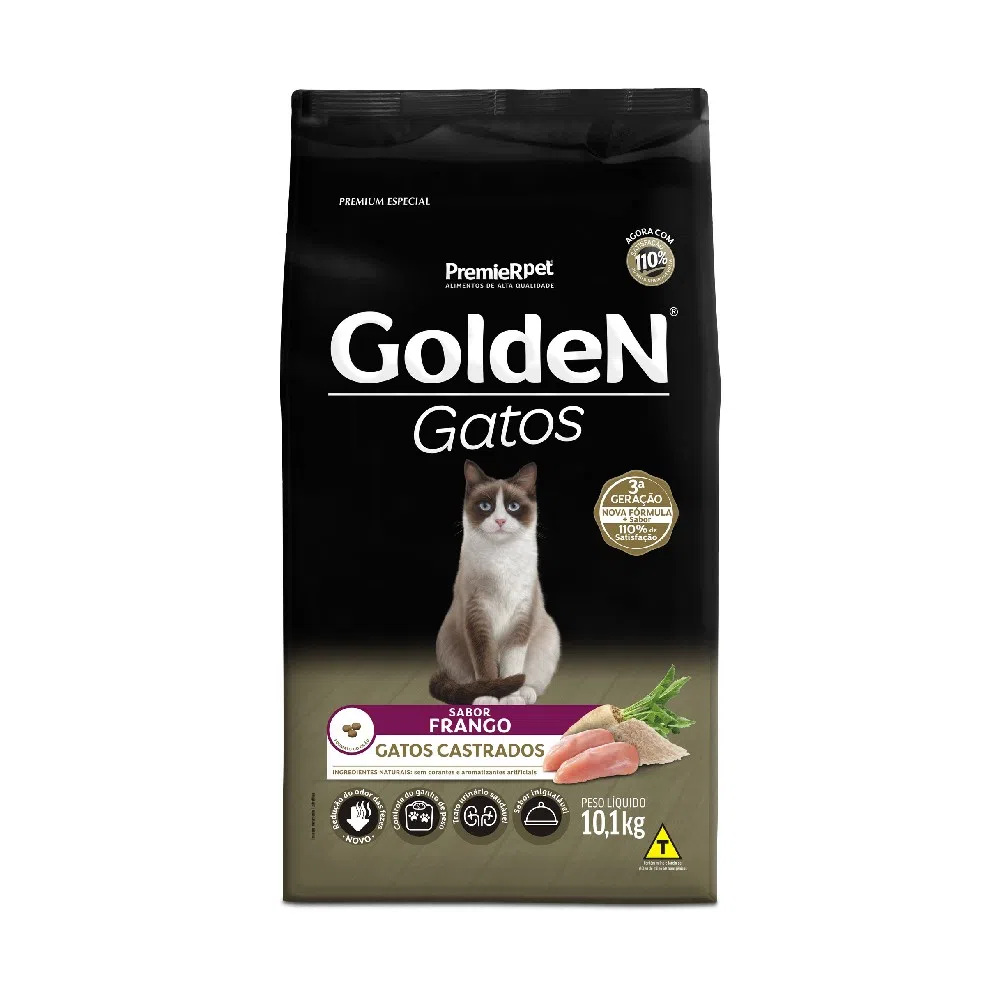 PREMIUM ESPECIAL
AGORA COM
SATISFAÇÃO
110%
PremieRpet®
ALIMENTOS DE ALTA QUALIDADE
GoldeN®
Gatos
3ª
GERAÇÃO
NOVA FÓRMULA
+ Sabor
110% de
Satisfação
SABOR
FRANGO
GATOS CASTRADOS
INGREDIENTES NATURAIS: sem corantes e aromatizantes artificiais
Redução do odor das fezes
NOVO
Controle do ganho de peso
Trato urinário saudável
Sabor inigualável
PESO LÍQUIDO
10,1kg
T